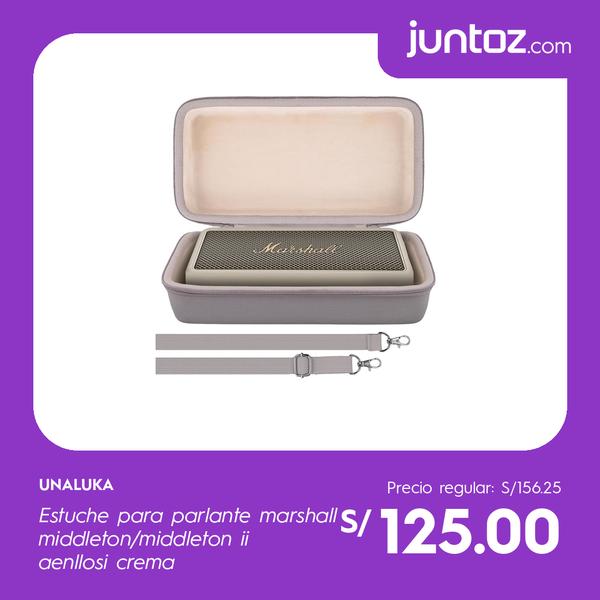 juntoz.com
Marshall
UNALUKA
Precio regular: S/156.25
Estuche para parlante marshall
middleton/middleton ii
aenllosi crema
S/125.00